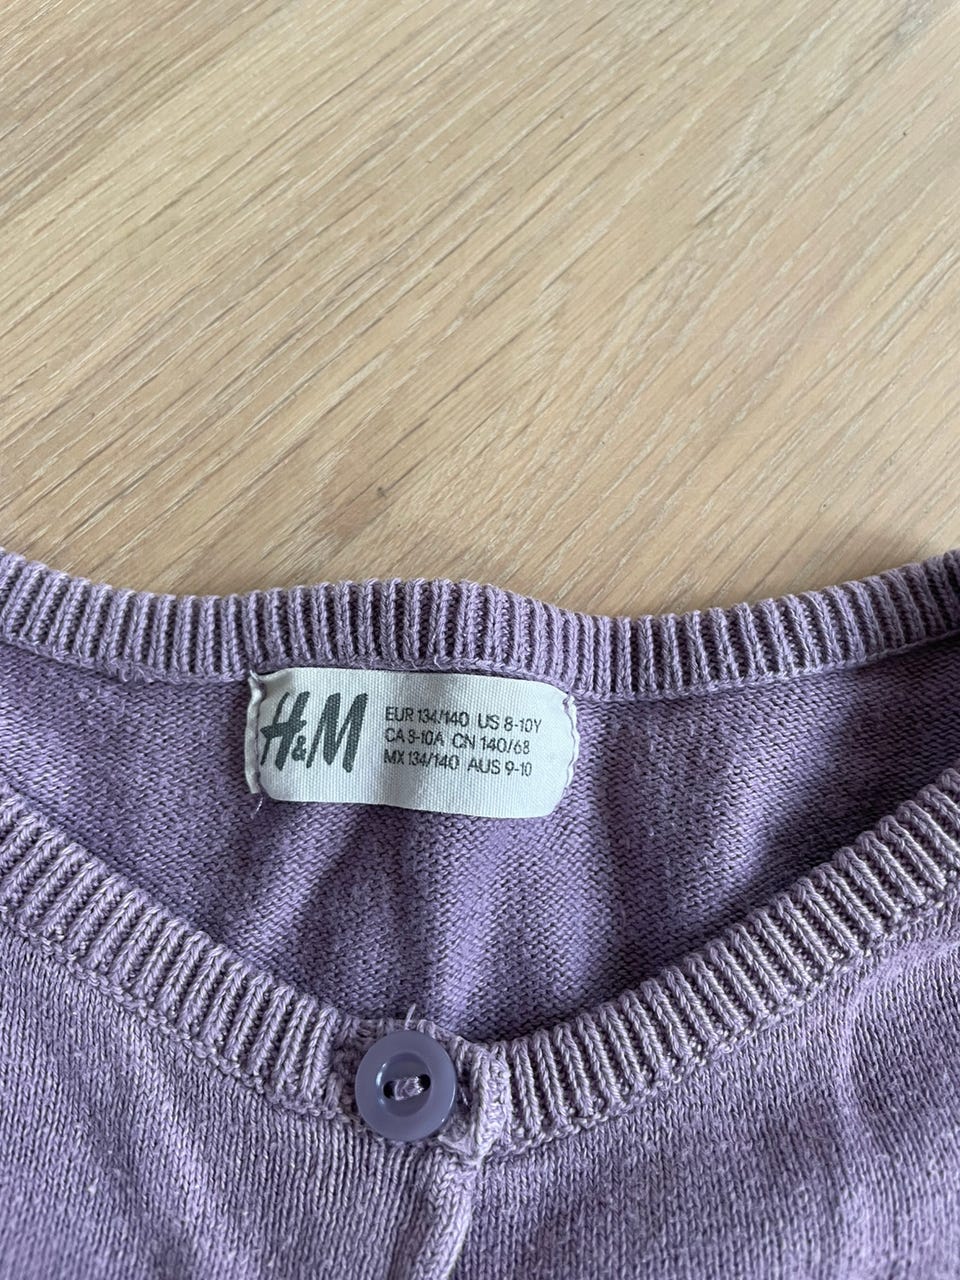 H&M
EUR 134/140 US 8-10Y
CA 8-10A CN 140/68
MX 134/140 AUS 9-10